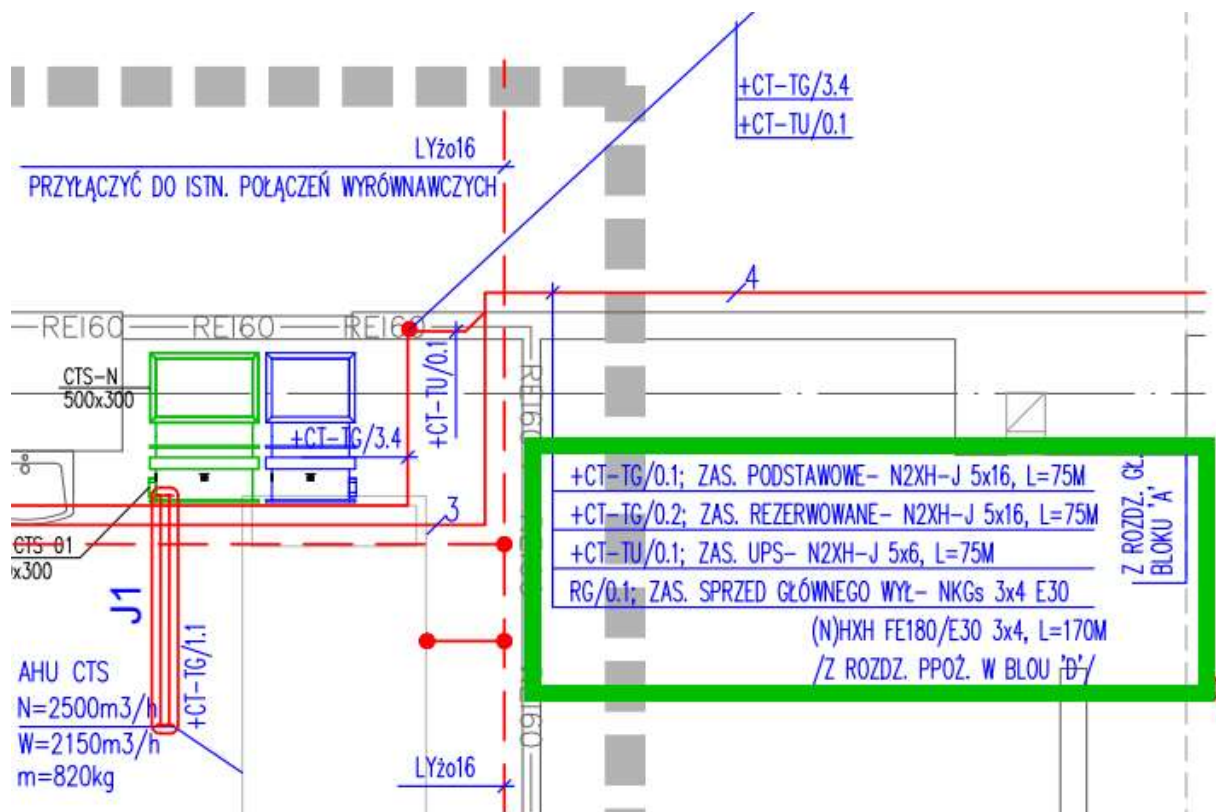 +CT-TG/3.4
+CT-TU/0.1
LYżo16
PRZYŁĄCZYĆ DO ISTN. POŁĄCZEŃ WYRÓWNAWCZYCH
4
REI60
REI60
REI60
CTS-N
500x300
+CT-TU/0.1
+CT-TG/3.4
REI60
3
+CT-TG/0.1; ZAS. PODSTAWOWE- N2XH-J 5x16, L=75M
+CT-TG/0.2; ZAS. REZERWOWANE- N2XH-J 5x16, L=75M
+CT-TU/0.1; ZAS. UPS- N2XH-J 5x6, L=75M
RG/0.1; ZAS. SPRZED GŁÓWNEGO WYŁ- NKGs 3x4 E30
(N)HXH FE180/E30 3x4, L=170M
/Z ROZDZ. PPOŻ. W BLOU 'D'/
Z ROZDZ. GŁ.
BLOKU 'A'
CTS 01
x300
J1
+CT-TG/1.1
AHU CTS
N=2500m3/h
W=2150m3/h
m=820kg
LYżo16
REI60